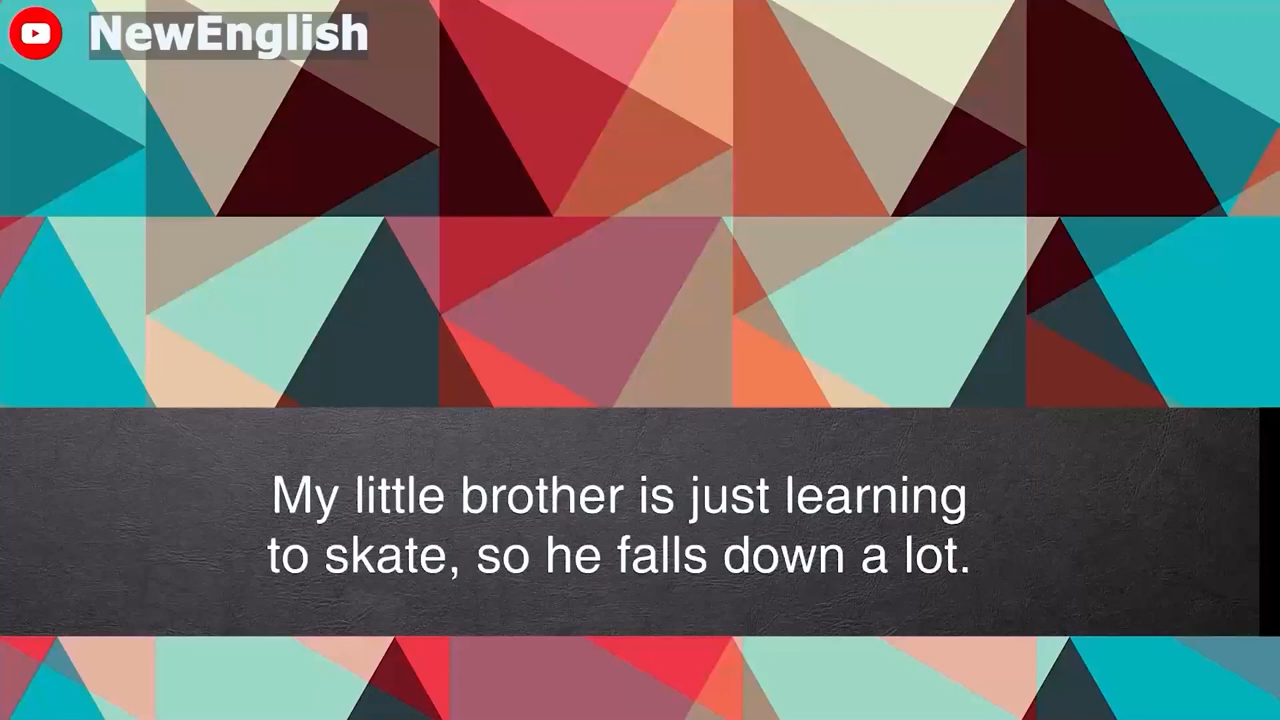 NewEnglish
My little brother is just learning
to skate, so he falls down a lot.